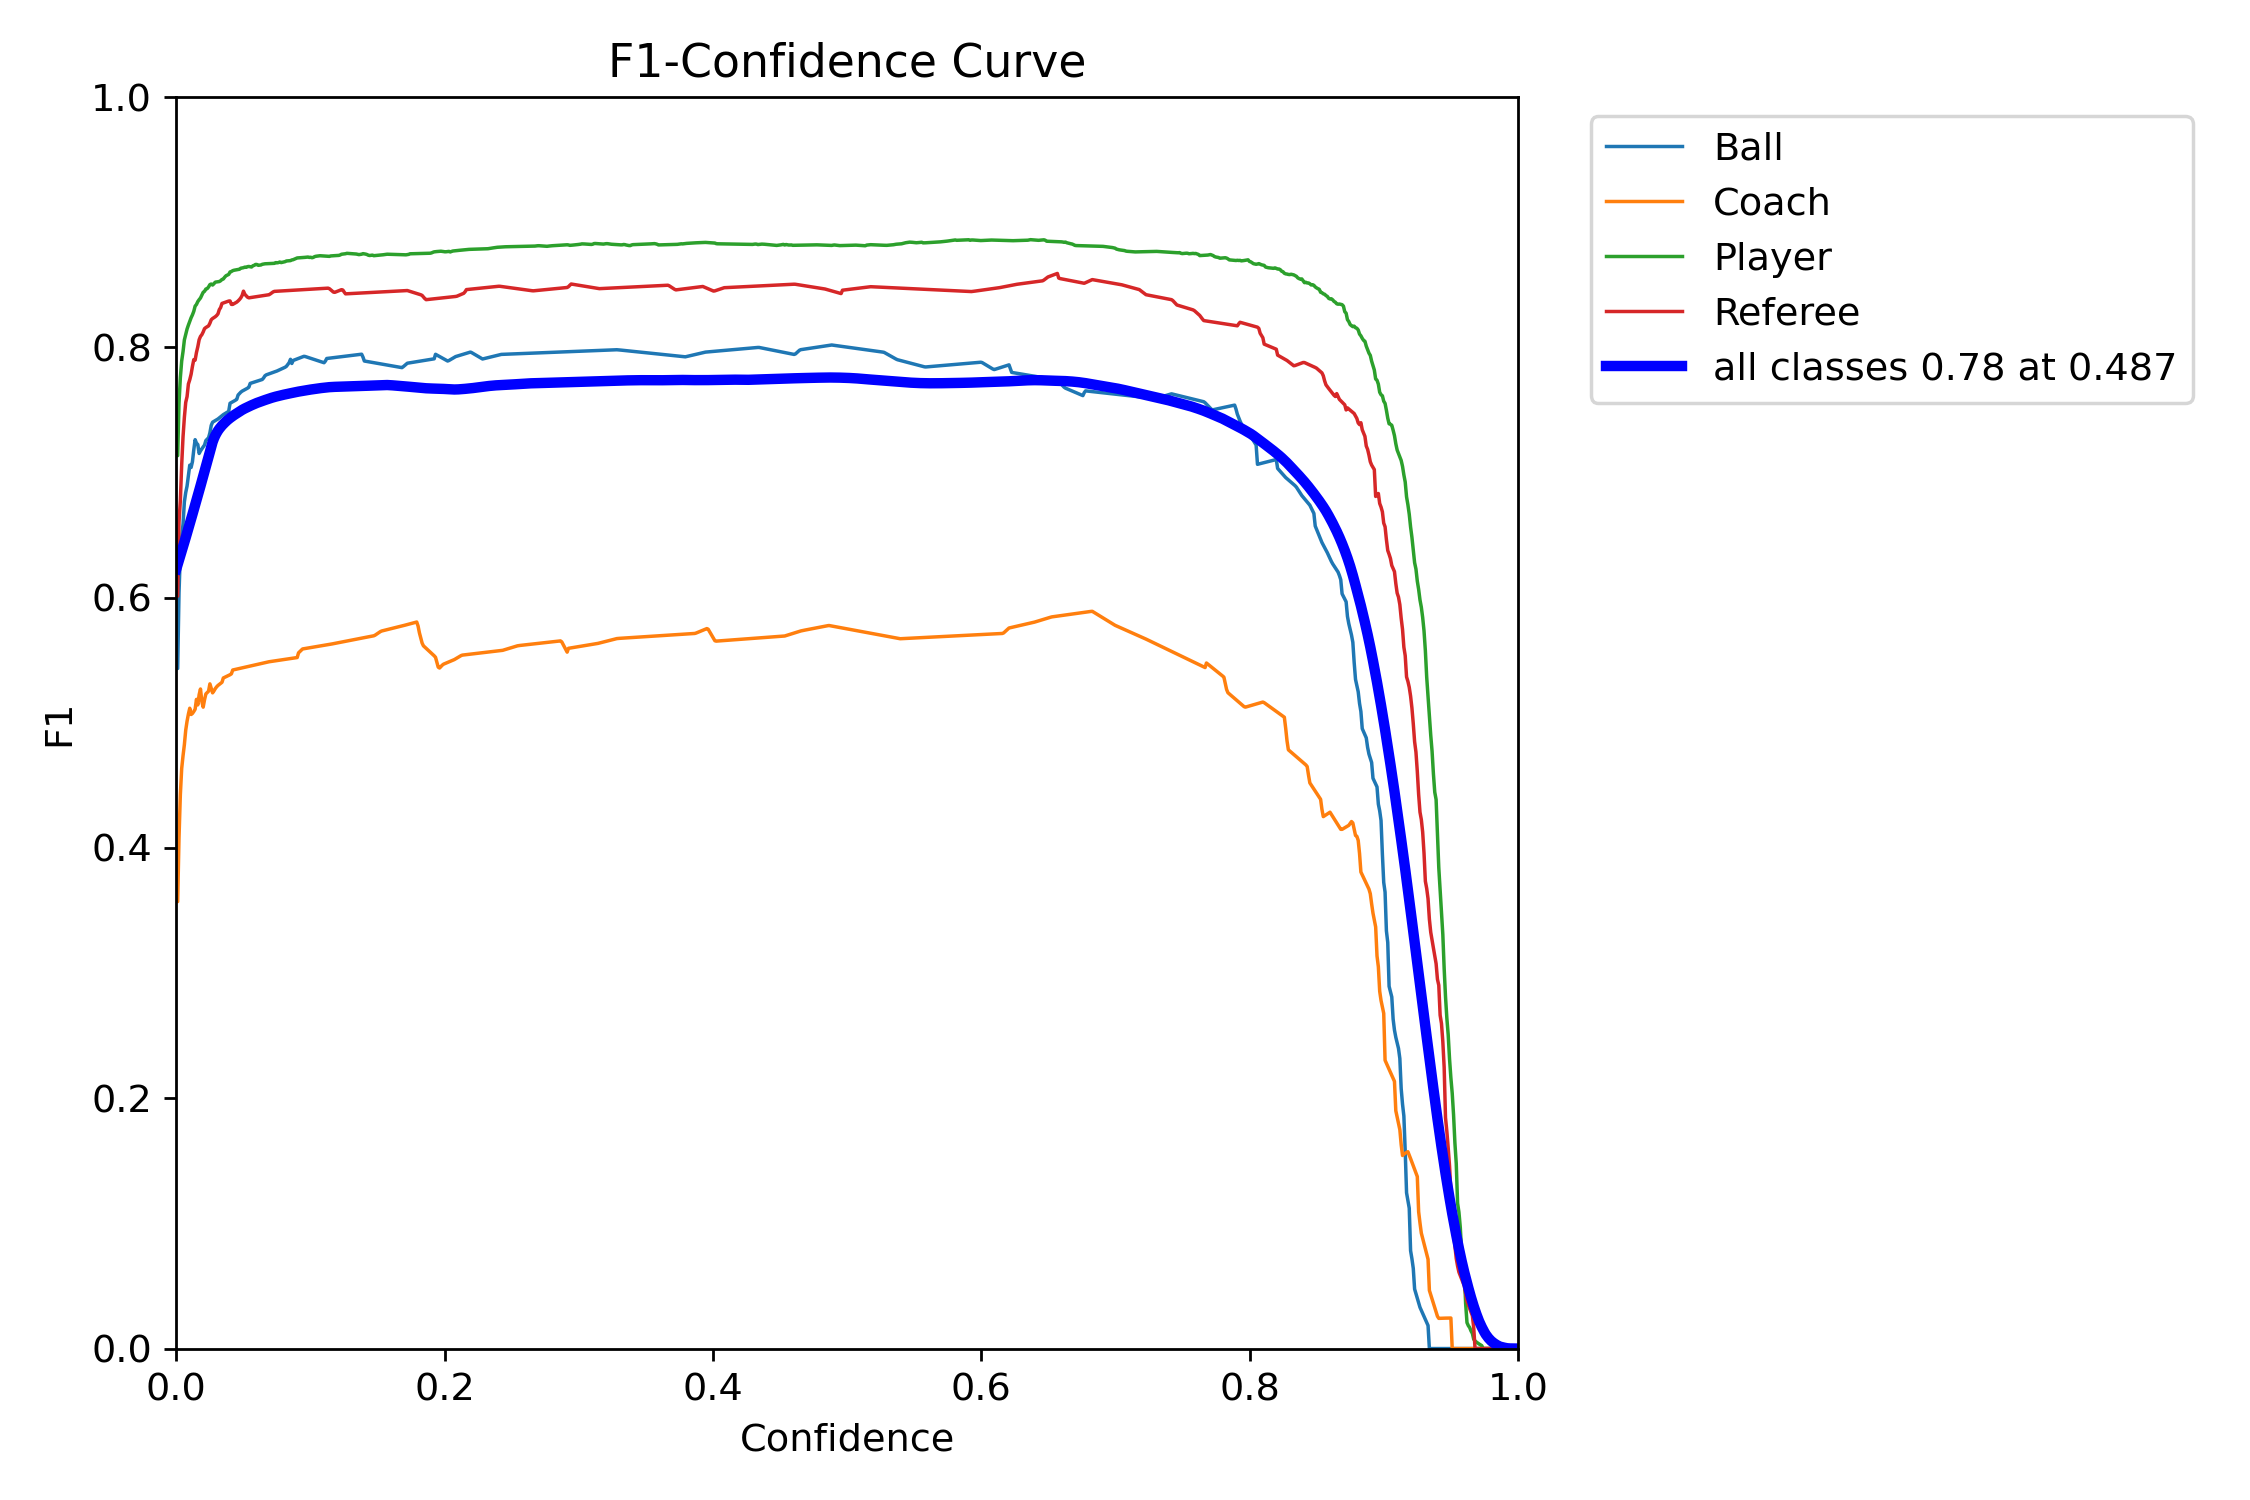 F1-Confidence Curve
1.0
0.8
0.6
0.4
0.2
0.0
F1
0.0 0.2 0.4 0.6 0.8 1.0
Confidence
Ball
Coach
Player
Referee
all classes 0.78 at 0.487